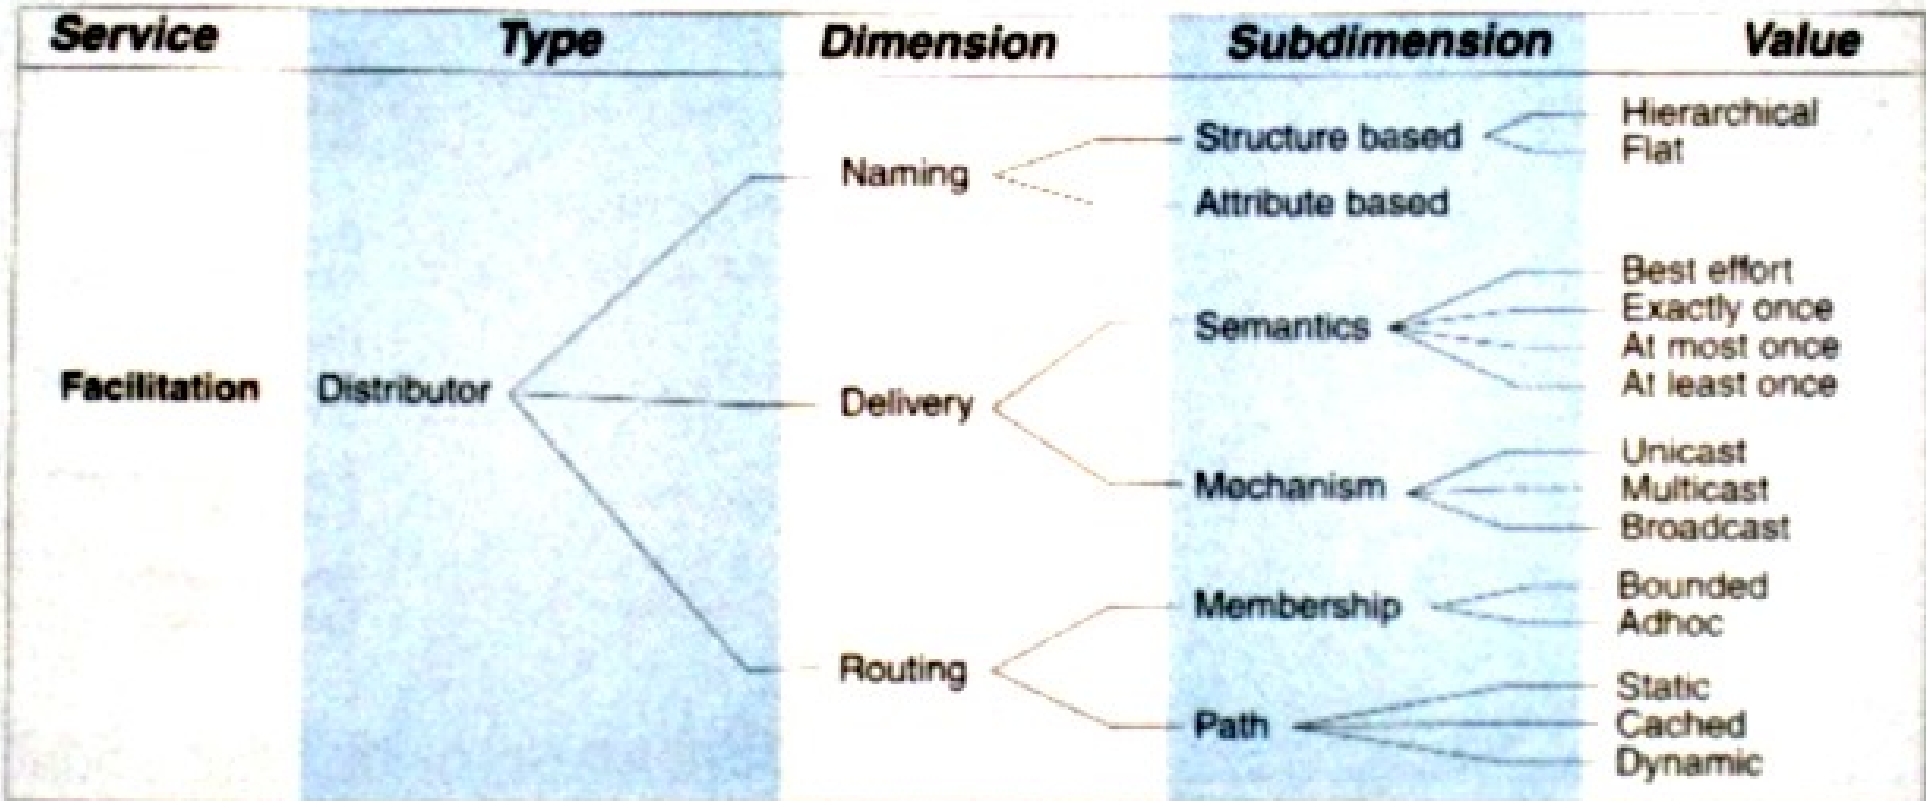 Service Type Dimension Subdimension Value
Hierarchical
Structure based
Flat
Naming
Attribute based
Best effort
Exactly once
Semantics
At most once
At least once
Facilitation Distributor Delivery
Unicast
Mechanism Multicast
Broadcast
Bounded
Membership
Adhoc
Routing
Static
Path Cached
Dynamic